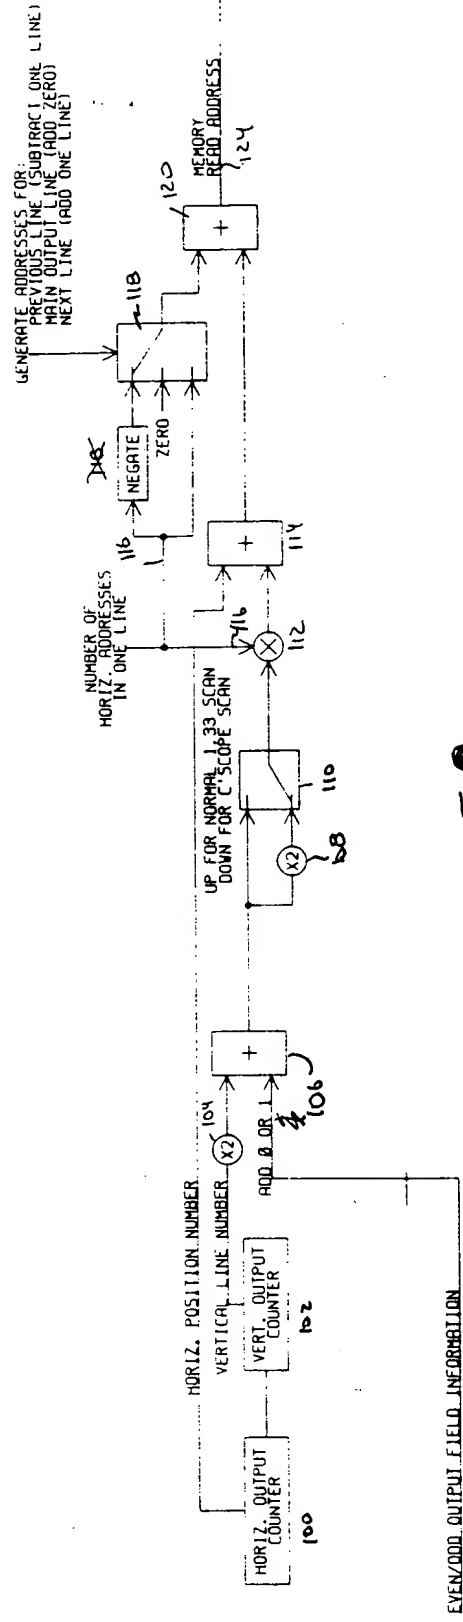 GENERATE ADDRESSES FOR:
PREVIOUS LINE (SUBTRACT ONE LINE)
MAIN OUTPUT LINE (ADD ZERO)
NEXT LINE (ADD ONE LINE)
MEMORY
READ ADDRESS
124
120
+
118
NEGATE
ZERO
116
1
NUMBER OF
HORIZ. ADDRESSES
IN ONE LINE
+
114
116
X
112
UP FOR NORMAL 1.33 SCAN
DOWN FOR C'SCOPE SCAN
110
X2
108
+
106
104
X2
ADD 0 OR 1
HORIZ. POSITION NUMBER
VERTICAL LINE NUMBER
VERT. OUTPUT
COUNTER
102
HORIZ. OUTPUT
COUNTER
100
EVEN/ODD OUTPUT FIELD INFORMATION